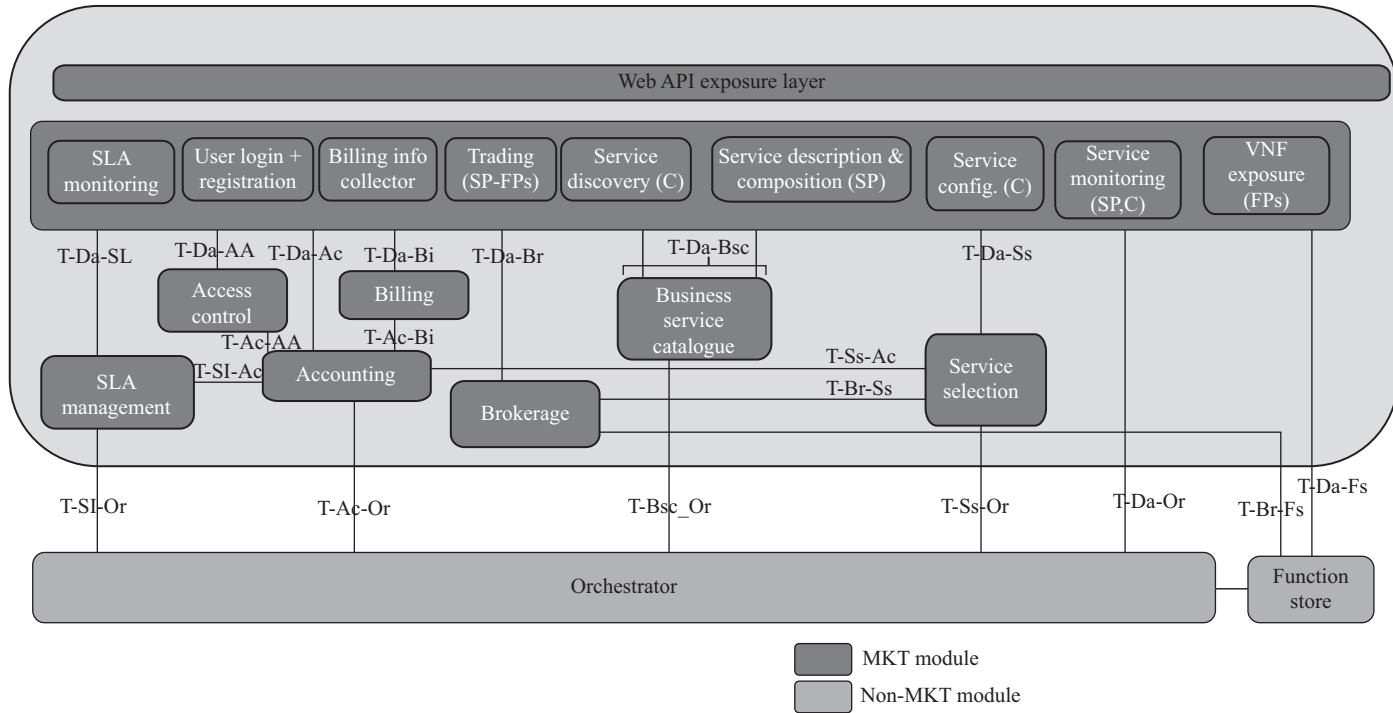 Web API exposure layer
SLA
monitoring
User login +
registration
Billing info
collector
Trading
(SP-FPs)
Service
discovery (C)
Service description &
composition (SP)
Service
config. (C)
Service
monitoring
(SP,C)
VNF
exposure
(FPs)
T-Da-SL
T-Da-AA
T-Da-Ac
T-Da-Bi
T-Da-Br
T-Da-Bsc
T-Da-Ss
Access
control
Billing
Business
service
catalogue
T-Ac-AA
T-Ac-Bi
T-SI-Ac
Accounting
T-Ss-Ac
Service
selection
SLA
management
T-Br-Ss
Brokerage
T-SI-Or
T-Ac-Or
T-Bsc_Or
T-Ss-Or
T-Da-Or
T-Br-Fs
T-Da-Fs
Orchestrator
Function
store
MKT module
Non-MKT module